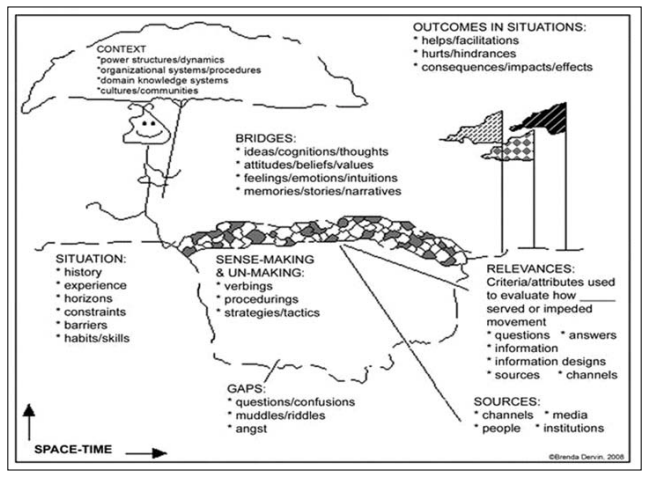 CONTEXT
*power structures/dynamics
*organizational systems/procedures
*domain knowledge systems
*cultures/communities
OUTCOMES IN SITUATIONS:
* helps/facilitations
* hurts/hindrances
* consequences/impacts/effects
BRIDGES:
* ideas/cognitions/thoughts
* attitudes/beliefs/values
* feelings/emotions/intuitions
* memories/stories/narratives
SITUATION:
* history
* experience
* horizons
* constraints
* barriers
* habits/skills
SENSE-MAKING
& UN-MAKING:
* verbings
* procedurings
* strategies/tactics
RELEVANCES:
Criteria/attributes used
to evaluate how _____
served or impeded
movement
* questions * answers
* information
* information designs
* sources * channels
GAPS:
* questions/confusions
* muddles/riddles
* angst
SOURCES:
* channels * media
* people * institutions
SPACE-TIME
©Brenda Dervin, 2008